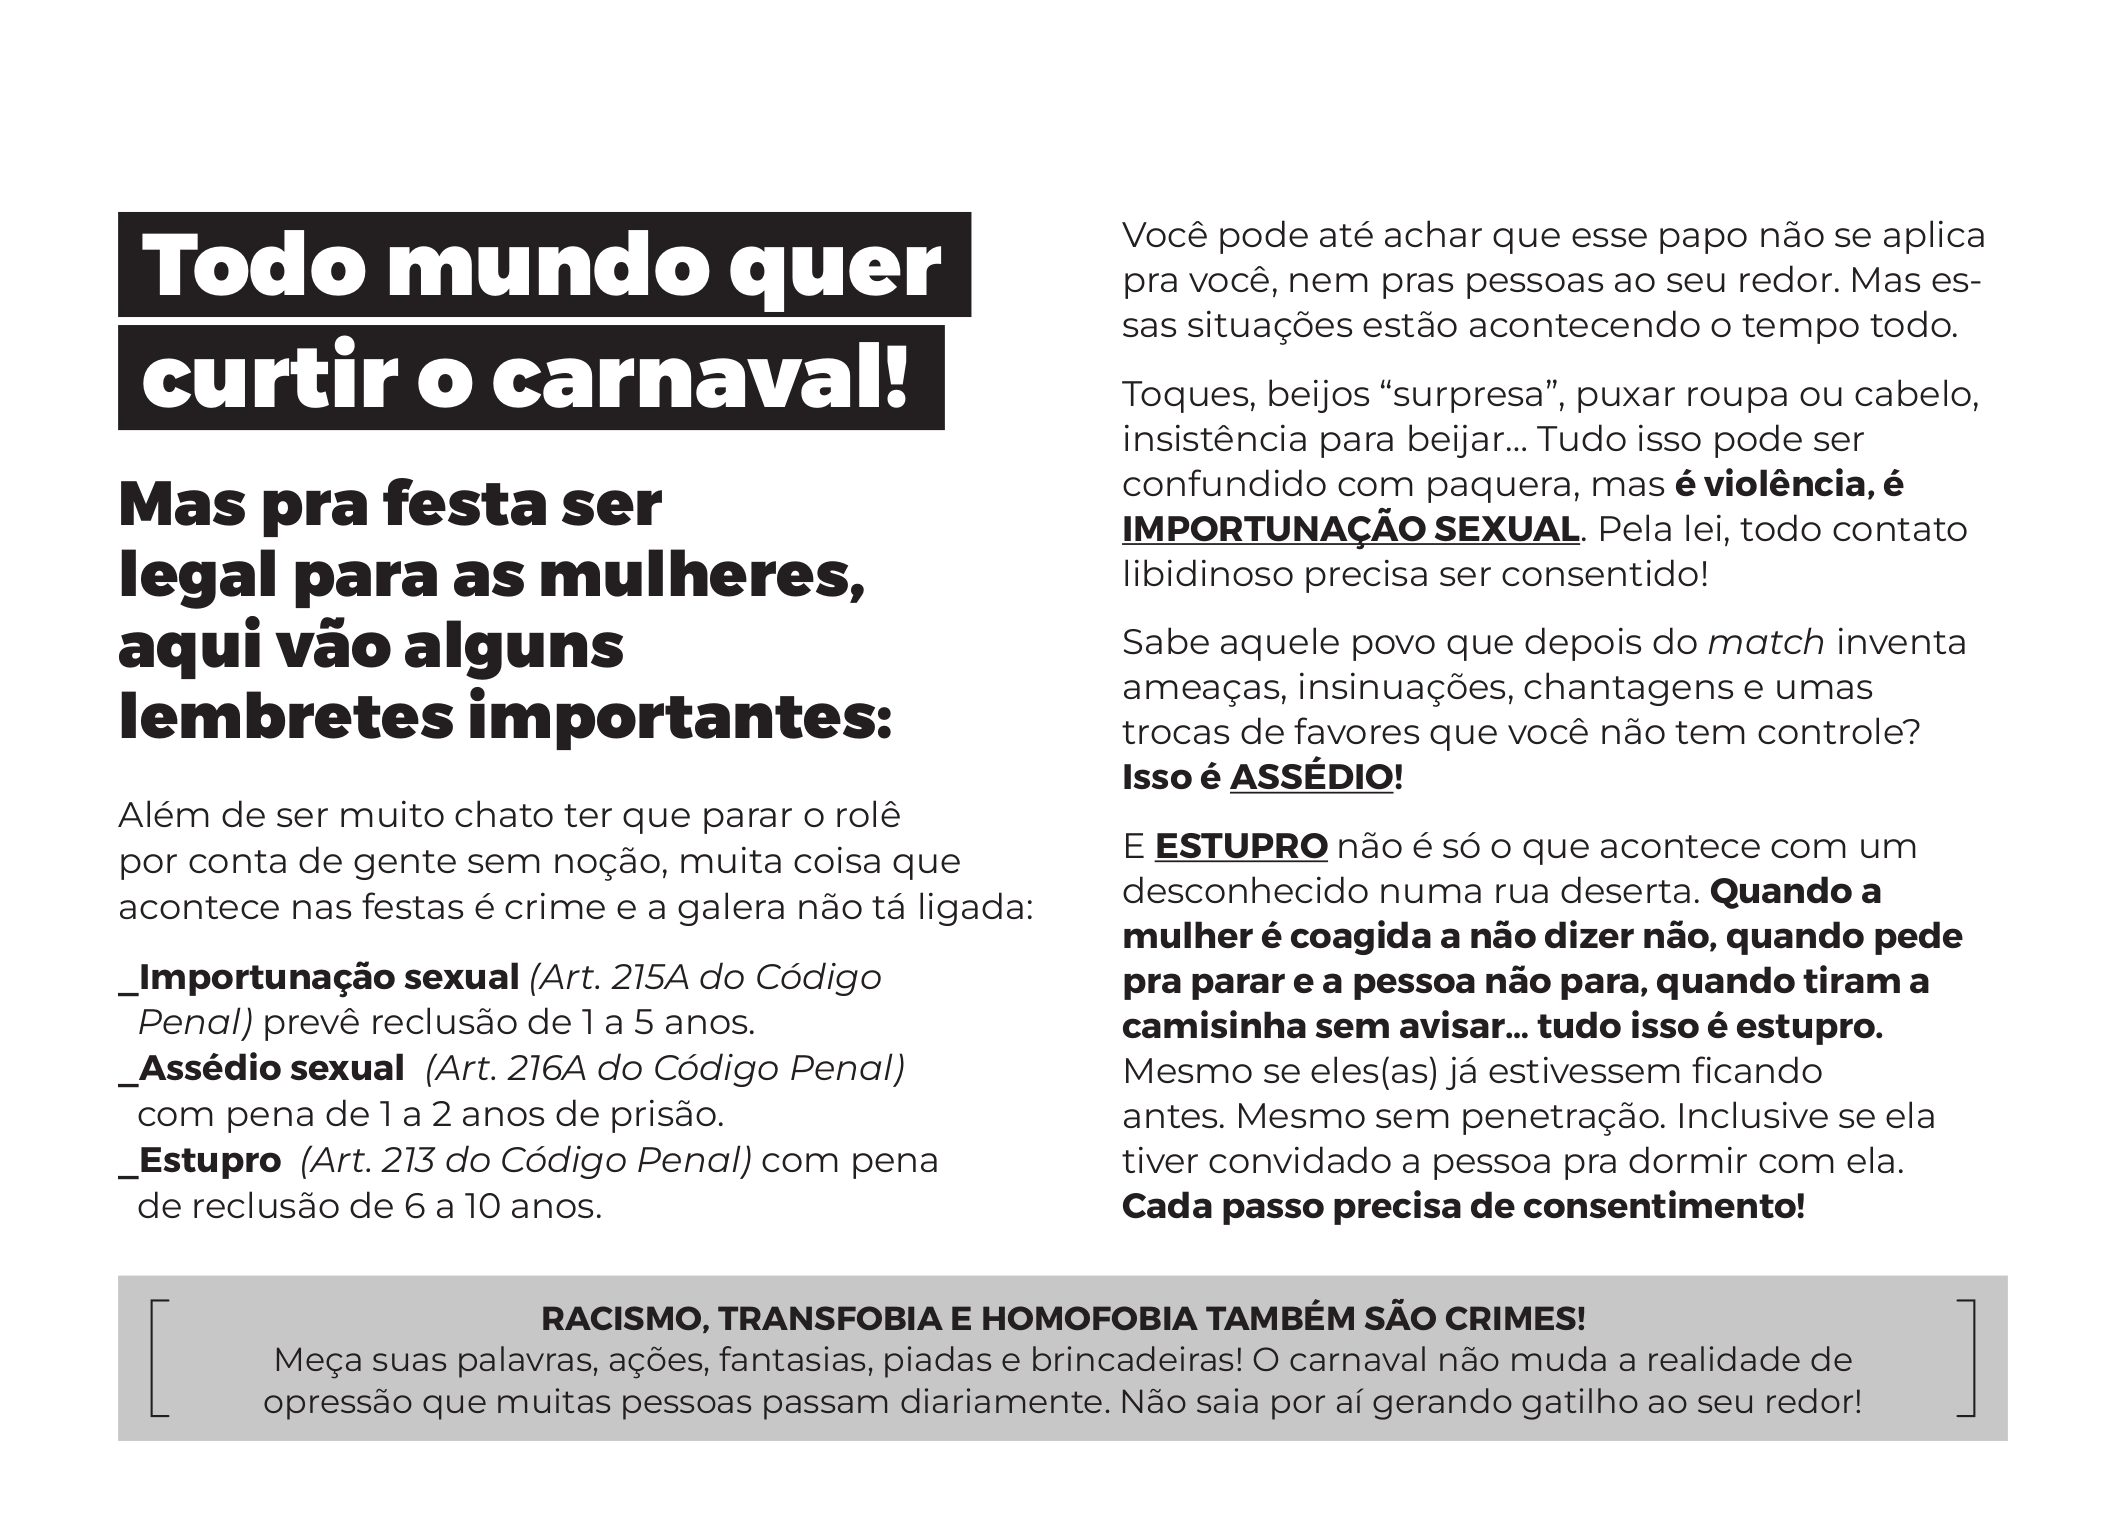 Todo mundo quer
curtir o carnaval!
Mas pra festa ser
legal para as mulheres,
aqui vão alguns
lembretes importantes:
Além de ser muito chato ter que parar o rolê
por conta de gente sem noção, muita coisa que
acontece nas festas é crime e a galera não tá ligada:
_Importunação sexual (Art. 215A do Código
Penal) prevê reclusão de 1 a 5 anos.
_Assédio sexual (Art. 216A do Código Penal)
com pena de 1 a 2 anos de prisão.
_Estupro (Art. 213 do Código Penal) com pena
de reclusão de 6 a 10 anos.
Você pode até achar que esse papo não se aplica
pra você, nem pras pessoas ao seu redor. Mas es-
sas situações estão acontecendo o tempo todo.
Toques, beijos “surpresa”, puxar roupa ou cabelo,
insistência para beijar... Tudo isso pode ser
confundido com paquera, mas é violência, é
IMPORTUNAÇÃO SEXUAL. Pela lei, todo contato
libidinoso precisa ser consentido!
Sabe aquele povo que depois do match inventa
ameaças, insinuações, chantagens e umas
trocas de favores que você não tem controle?
Isso é ASSÉDIO!
E ESTUPRO não é só o que acontece com um
desconhecido numa rua deserta. Quando a
mulher é coagida a não dizer não, quando pede
pra parar e a pessoa não para, quando tiram a
camisinha sem avisar... tudo isso é estupro.
Mesmo se eles(as) já estivessem ficando
antes. Mesmo sem penetração. Inclusive se ela
tiver convidado a pessoa pra dormir com ela.
Cada passo precisa de consentimento!
RACISMO, TRANSFOBIA E HOMOFOBIA TAMBÉM SÃO CRIMES!
Meça suas palavras, ações, fantasias, piadas e brincadeiras! O carnaval não muda a realidade de
opressão que muitas pessoas passam diariamente. Não saia por aí gerando gatilho ao seu redor!